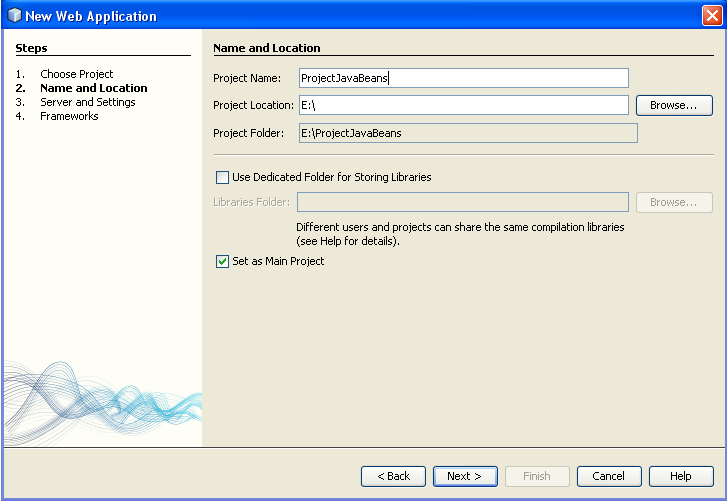 New Web Application
Steps
1. Choose Project
2. Name and Location
3. Server and Settings
4. Frameworks
Name and Location
Project Name: ProjectJavaBeans
Project Location: E:\ Browse...
Project Folder: E:\ProjectJavaBeans
Use Dedicated Folder for Storing Libraries
Libraries Folder: Browse...
Different users and projects can share the same compilation libraries
(see Help for details).
Set as Main Project
< Back Next > Finish Cancel Help